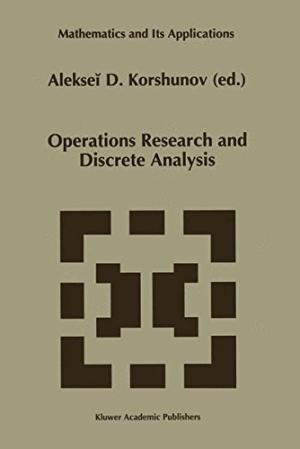 Mathematics and Its Applications
Alekseĭ D. Korshunov (ed.)
Operations Research and
Discrete Analysis
Kluwer Academic Publishers